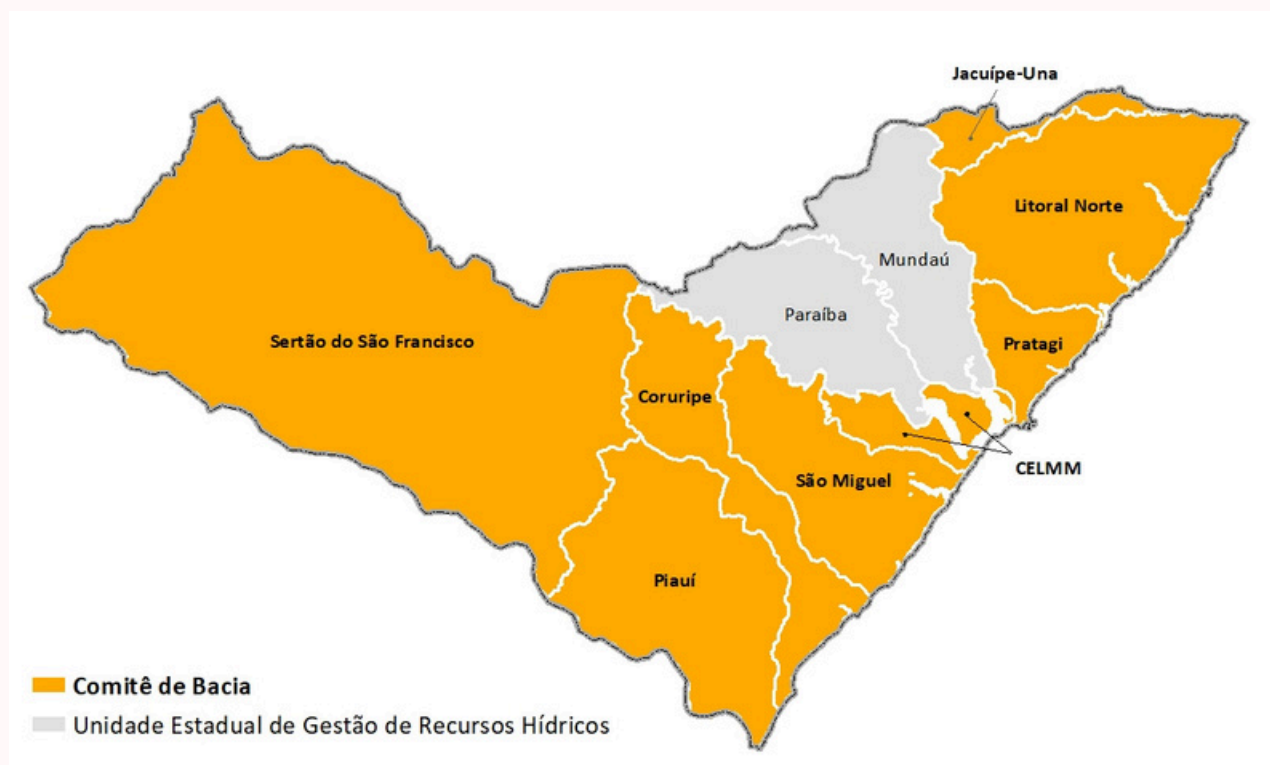 Jacuípe-Una
Litoral Norte
Mundaú
Paraíba
Sertão do São Francisco
Pratagi
Coruripe
CELMM
São Miguel
Piauí
Comitê de Bacia
Unidade Estadual de Gestão de Recursos Hídricos